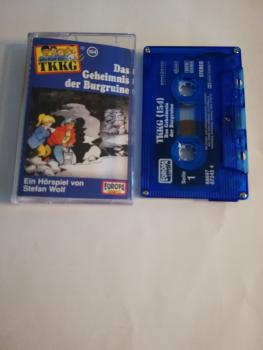 TKKG
154
Das
Geheimnis
der Burgruine
Ein Hörspiel von
Stefan Wolf
EUROPA
TKKG (154)
Das Geheimnis
der Burgruine
Seite
1
EUROPA
STEREO